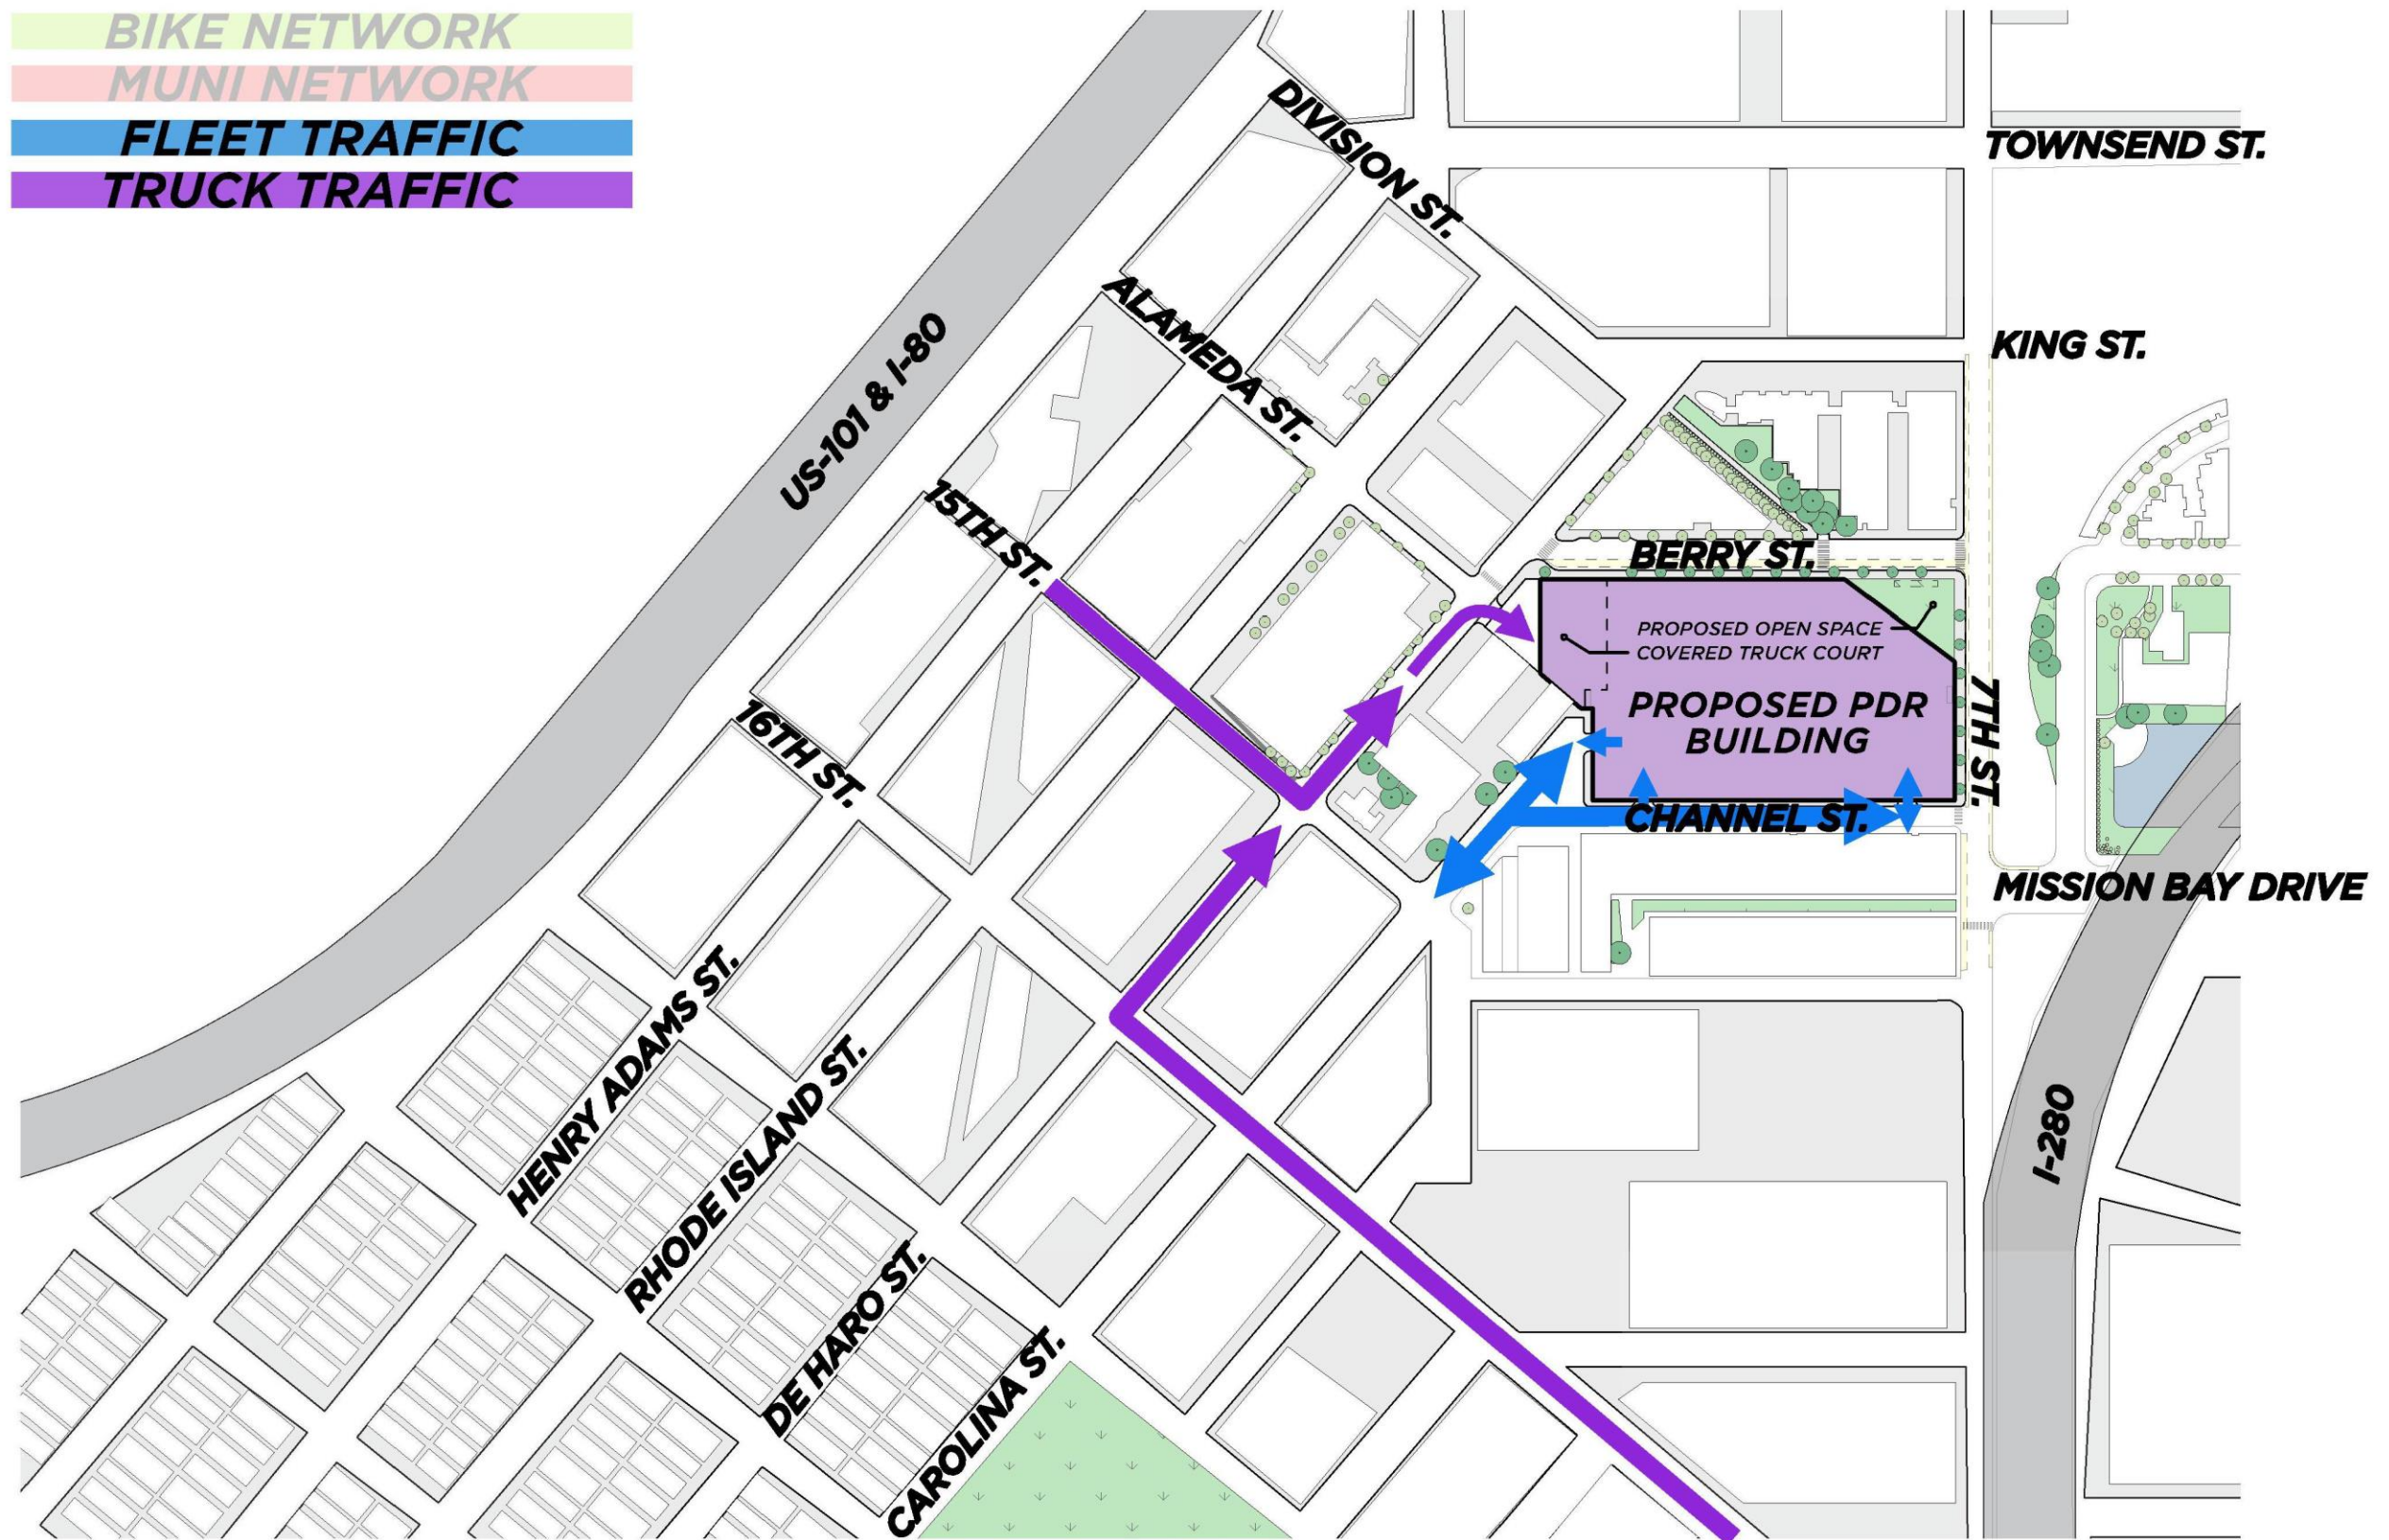 BIKE NETWORK
MUNI NETWORK
FLEET TRAFFIC
TRUCK TRAFFIC
DIVISION ST.
TOWNSEND ST.
ALAMEDA ST.
KING ST.
US-101 & I-80
15TH ST.
BERRY ST.
PROPOSED OPEN SPACE
COVERED TRUCK COURT
PROPOSED PDR
BUILDING
7TH ST.
16TH ST.
CHANNEL ST.
MISSION BAY DRIVE
HENRY ADAMS ST.
RHODE ISLAND ST.
DE HARO ST.
CAROLINA ST.
I-280